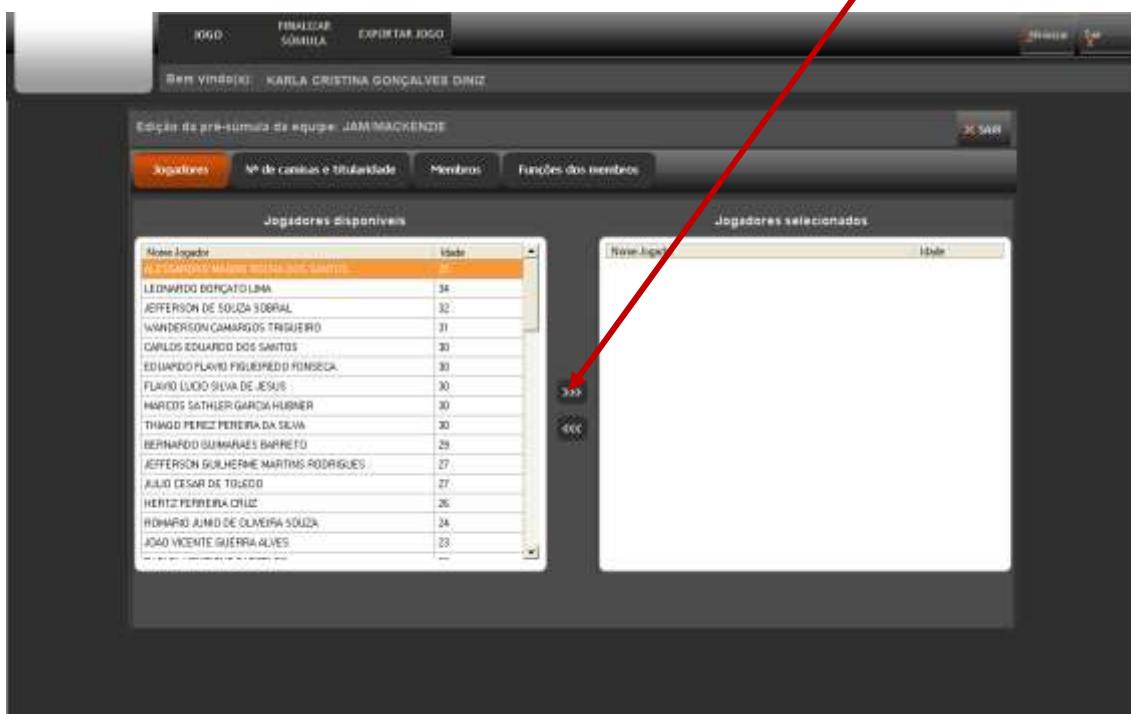 JOGO
FINALIZAR
SÚMULA
EXPORTAR JOGO
Bem vindo(a): KARLA CRISTINA GONÇALVES DINIZ
Edição da pré-súmula da equipe: JAM/MACKENZIE
SAIR
Jogadores
Nº de camisas e titularidade
Membros
Funções dos membros
Jogadores disponíveis
Jogadores selecionados
Nome Jogador Idade
Nome Jogador Idade
LEONARDO BORÇATO LIMA 34
JEFFERSON DE SOUZA SOBRAL 32
WANDERSON CAMARGOS TRIGUEIRO 31
CARLOS EDUARDO DOS SANTOS 30
EDUARDO FLAVIO FIGUEIREDO FONSECA 30
FLAVIO LUCIO SILVA DE JESUS 30
MARCOS SATHLER GARCIA HUBNER 30
THIAGO PEREZ PEREIRA DA SILVA 30
BERNARDO GUIMARAES BARRETO 29
JEFFERSON GUILHERME MARTINS RODRIGUES 27
JULIO CESAR DE TOLEDO 27
HERTZ FERREIRA CRUZ 26
ROMARIO JUNIO DE OLIVEIRA SOUZA 24
JOAO VICENTE GUERRA ALVES 23
>>>
<<<